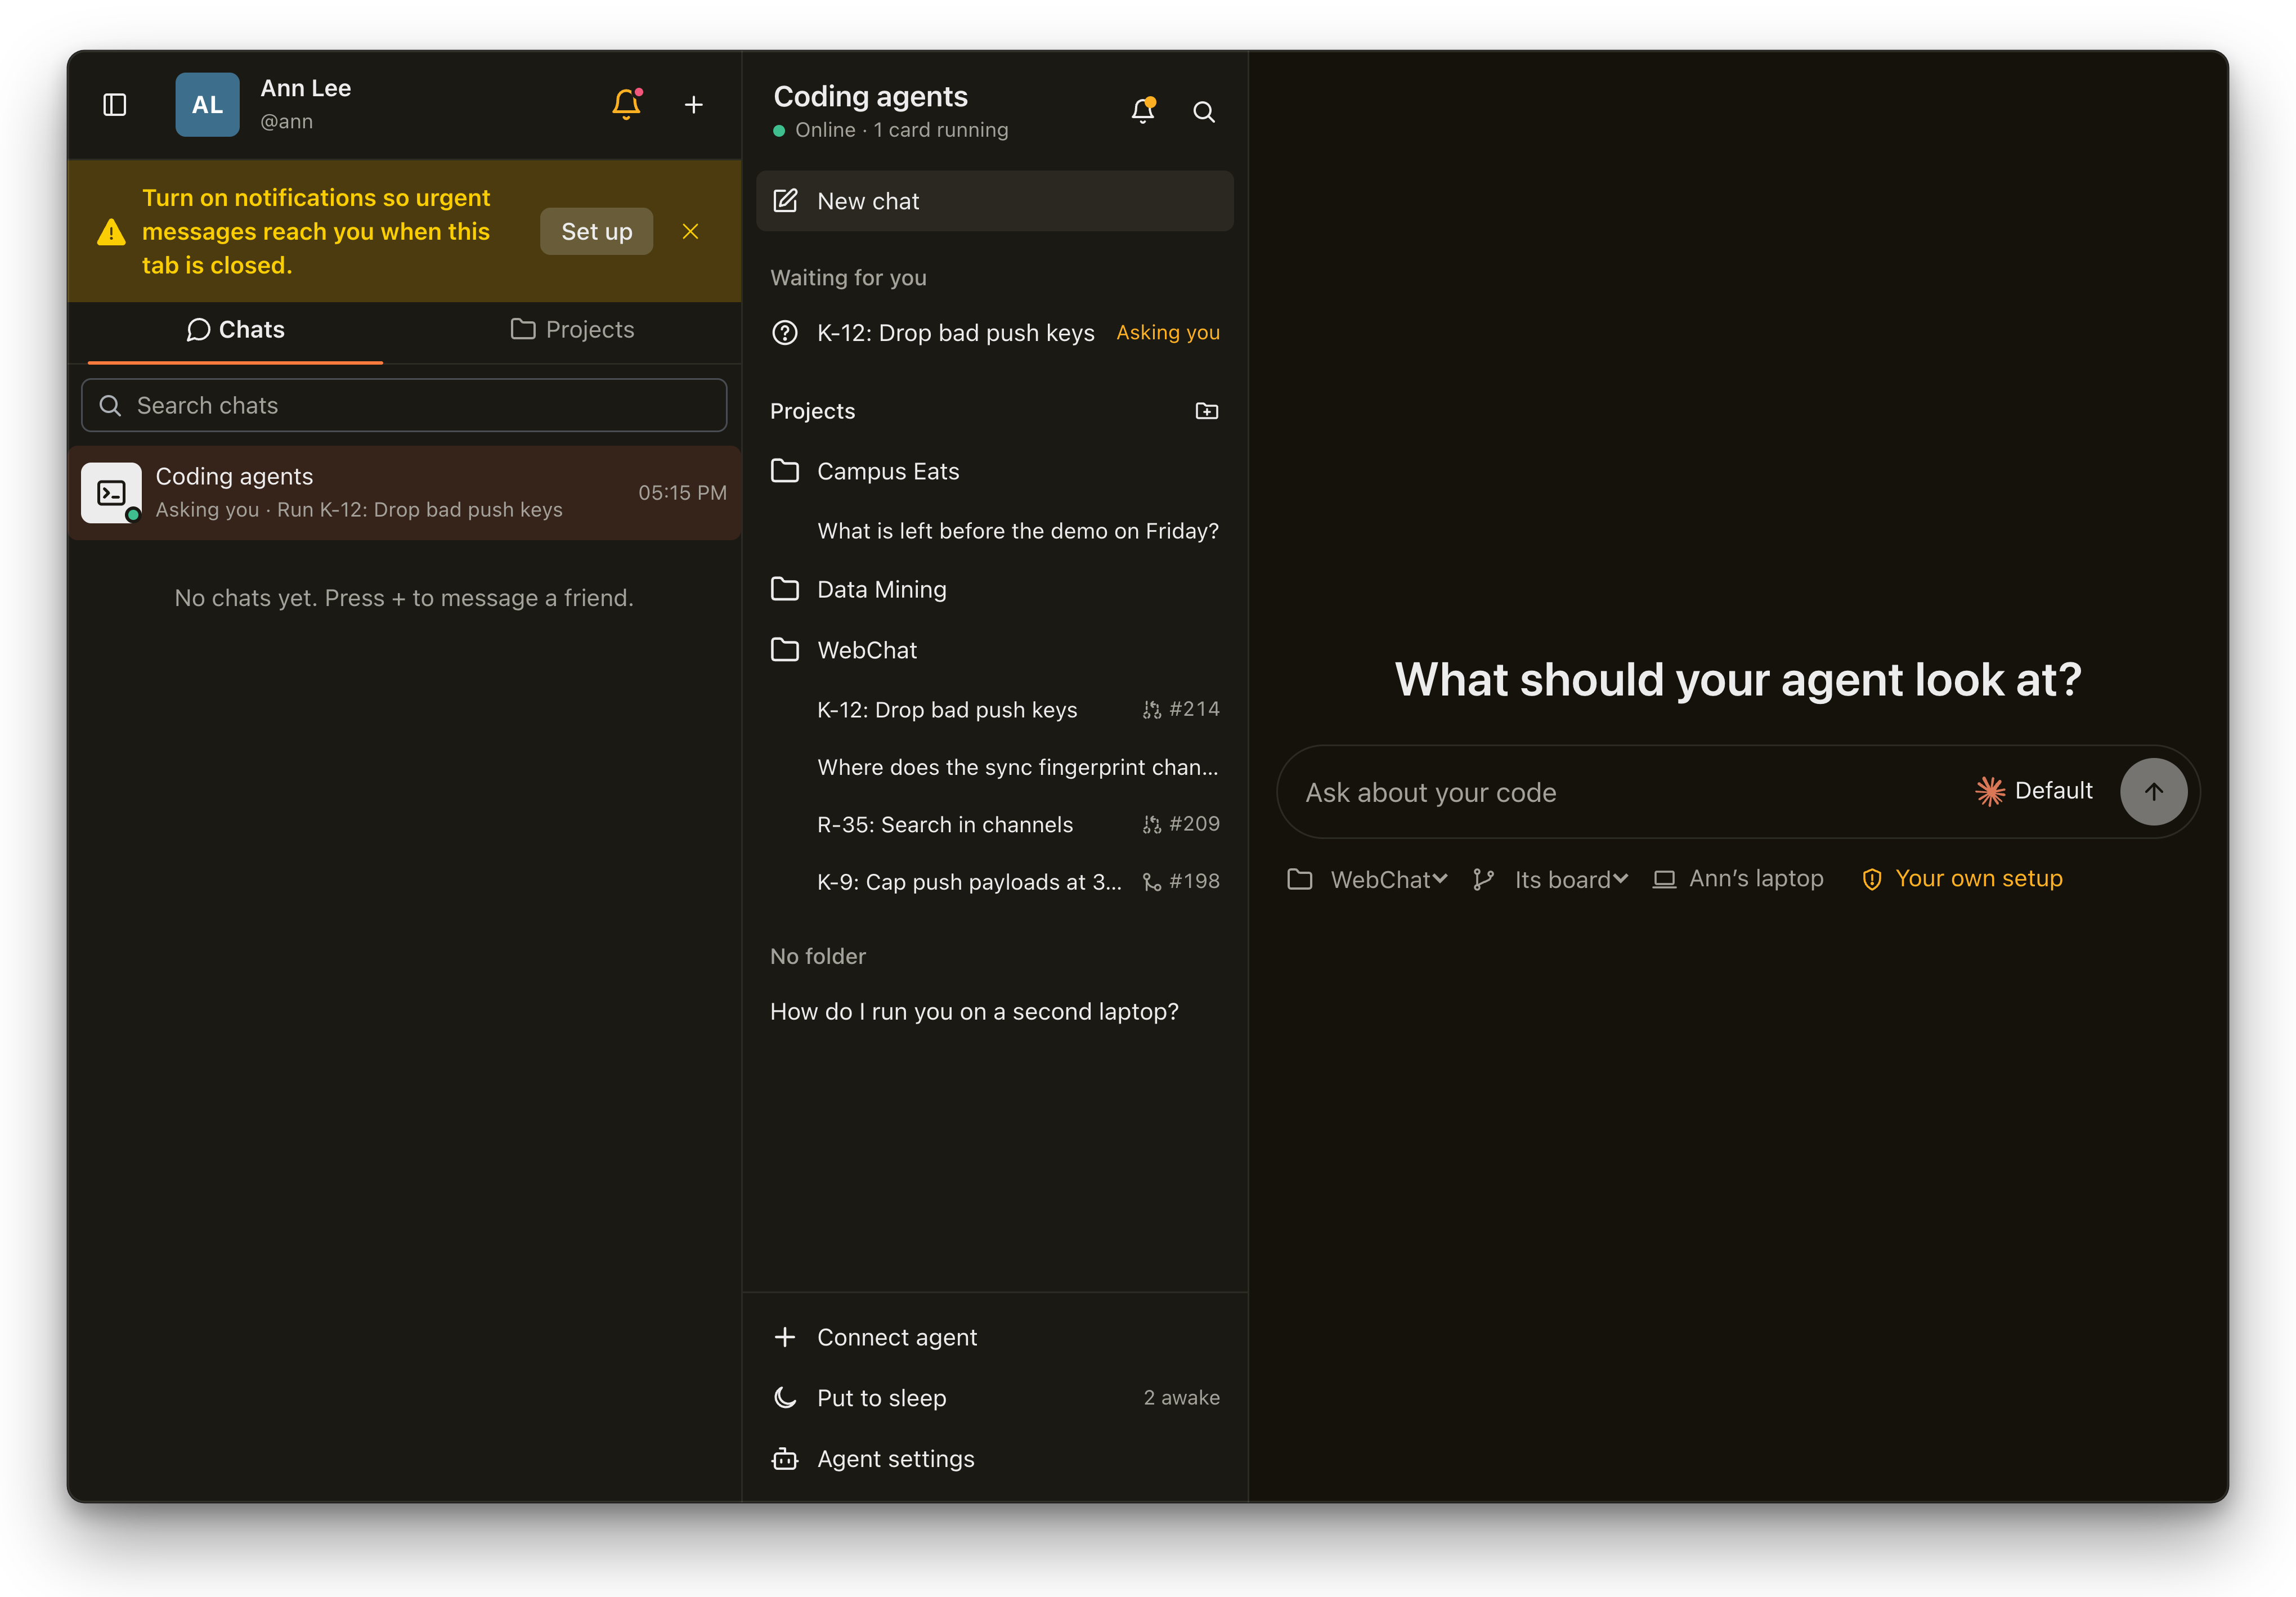 AL
Ann Lee
@ann
Turn on notifications so urgent
messages reach you when this
tab is closed.
Set up
Chats
Projects
Search chats
Coding agents
05:15 PM
Asking you · Run K-12: Drop bad push keys
No chats yet. Press + to message a friend.
Coding agents
Online · 1 card running
New chat
Waiting for you
K-12: Drop bad push keys Asking you
Projects
Campus Eats
What is left before the demo on Friday?
Data Mining
WebChat
K-12: Drop bad push keys #214
Where does the sync fingerprint chan...
R-35: Search in channels #209
K-9: Cap push payloads at 3... #198
No folder
How do I run you on a second laptop?
Connect agent
Put to sleep 2 awake
Agent settings
What should your agent look at?
Ask about your code Default
WebChat Its board Ann’s laptop Your own setup